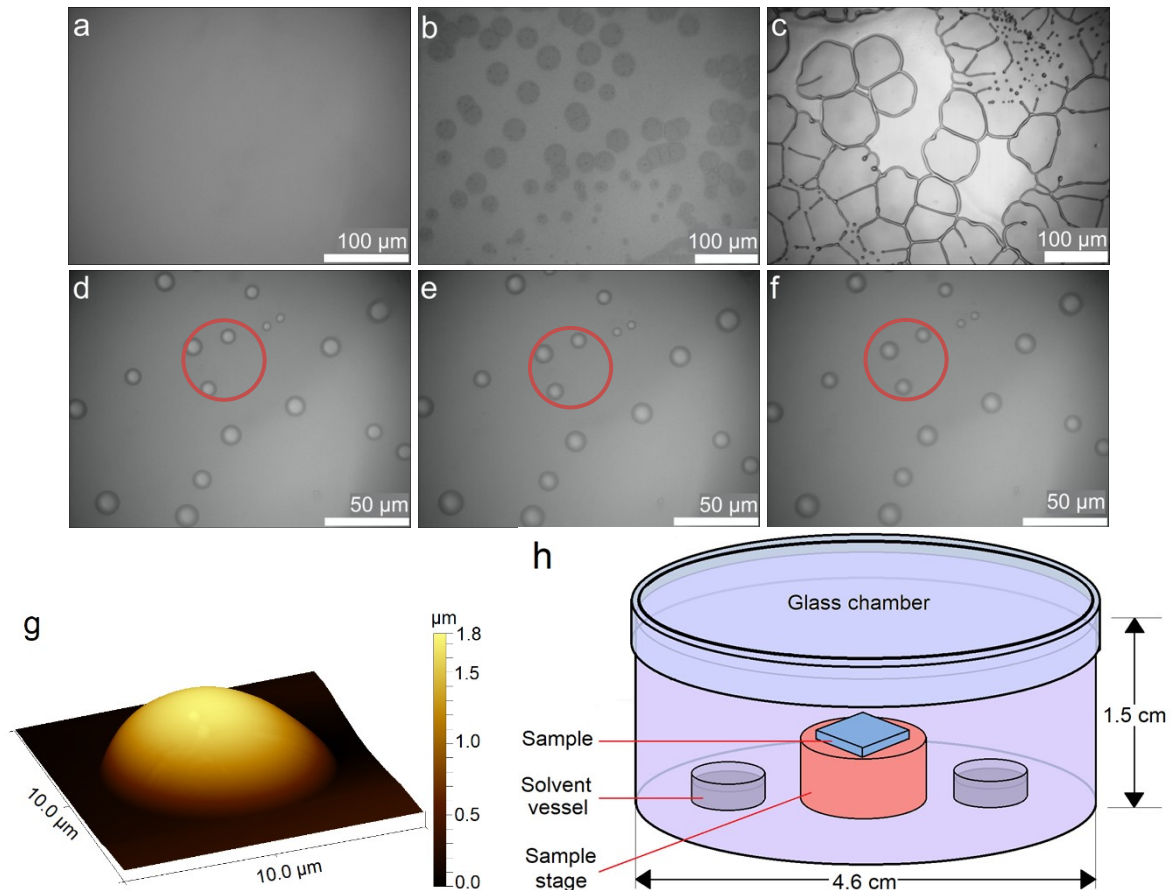 a
b
c
100 µm
100 µm
100 µm
d
e
f
50 µm
50 µm
50 µm
g
µm
1.8
1.5
1.0
0.5
0.0
10.0 µm
10.0 µm
h
Glass chamber
Sample
Solvent
vessel
Sample
stage
1.5 cm
4.6 cm